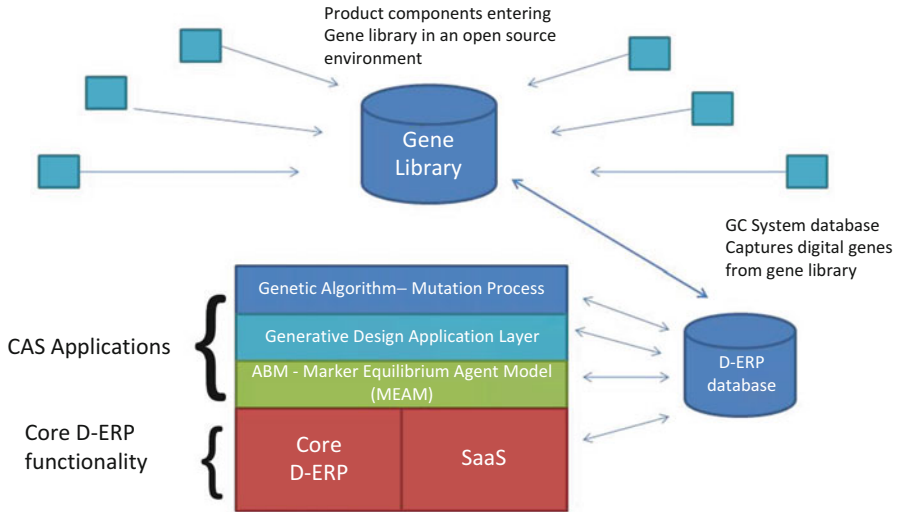 Product components entering
Gene library in an open source
environment
Gene
Library
GC System database
Captures digital genes
from gene library
Genetic Algorithm– Mutation Process
Generative Design Application Layer
CAS Applications
ABM - Marker Equilibrium Agent Model
(MEAM)
D-ERP
database
Core D-ERP
functionality
Core
D-ERP
SaaS